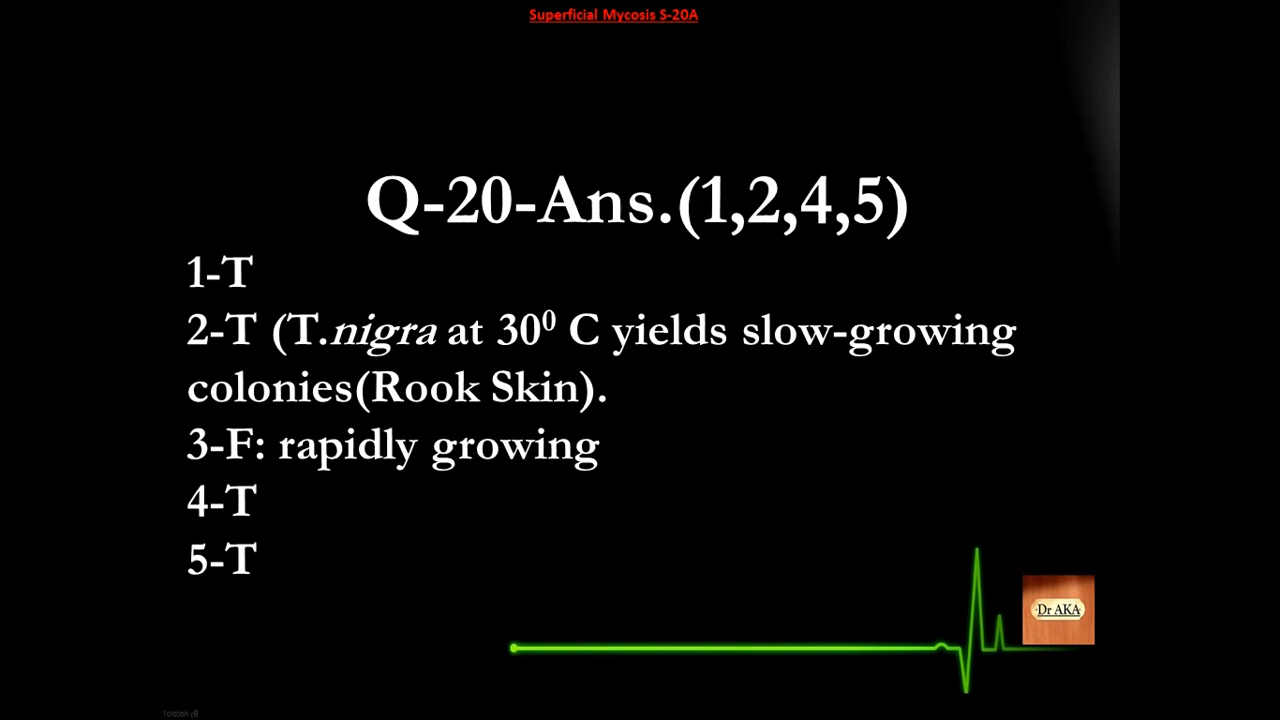 Superficial Mycosis S-20A
Q-20-Ans.(1,2,4,5)
1-T
2-T (T.nigra at 30⁰ C yields slow-growing
colonies(Rook Skin).
3-F: rapidly growing
4-T
5-T
Dr AKA